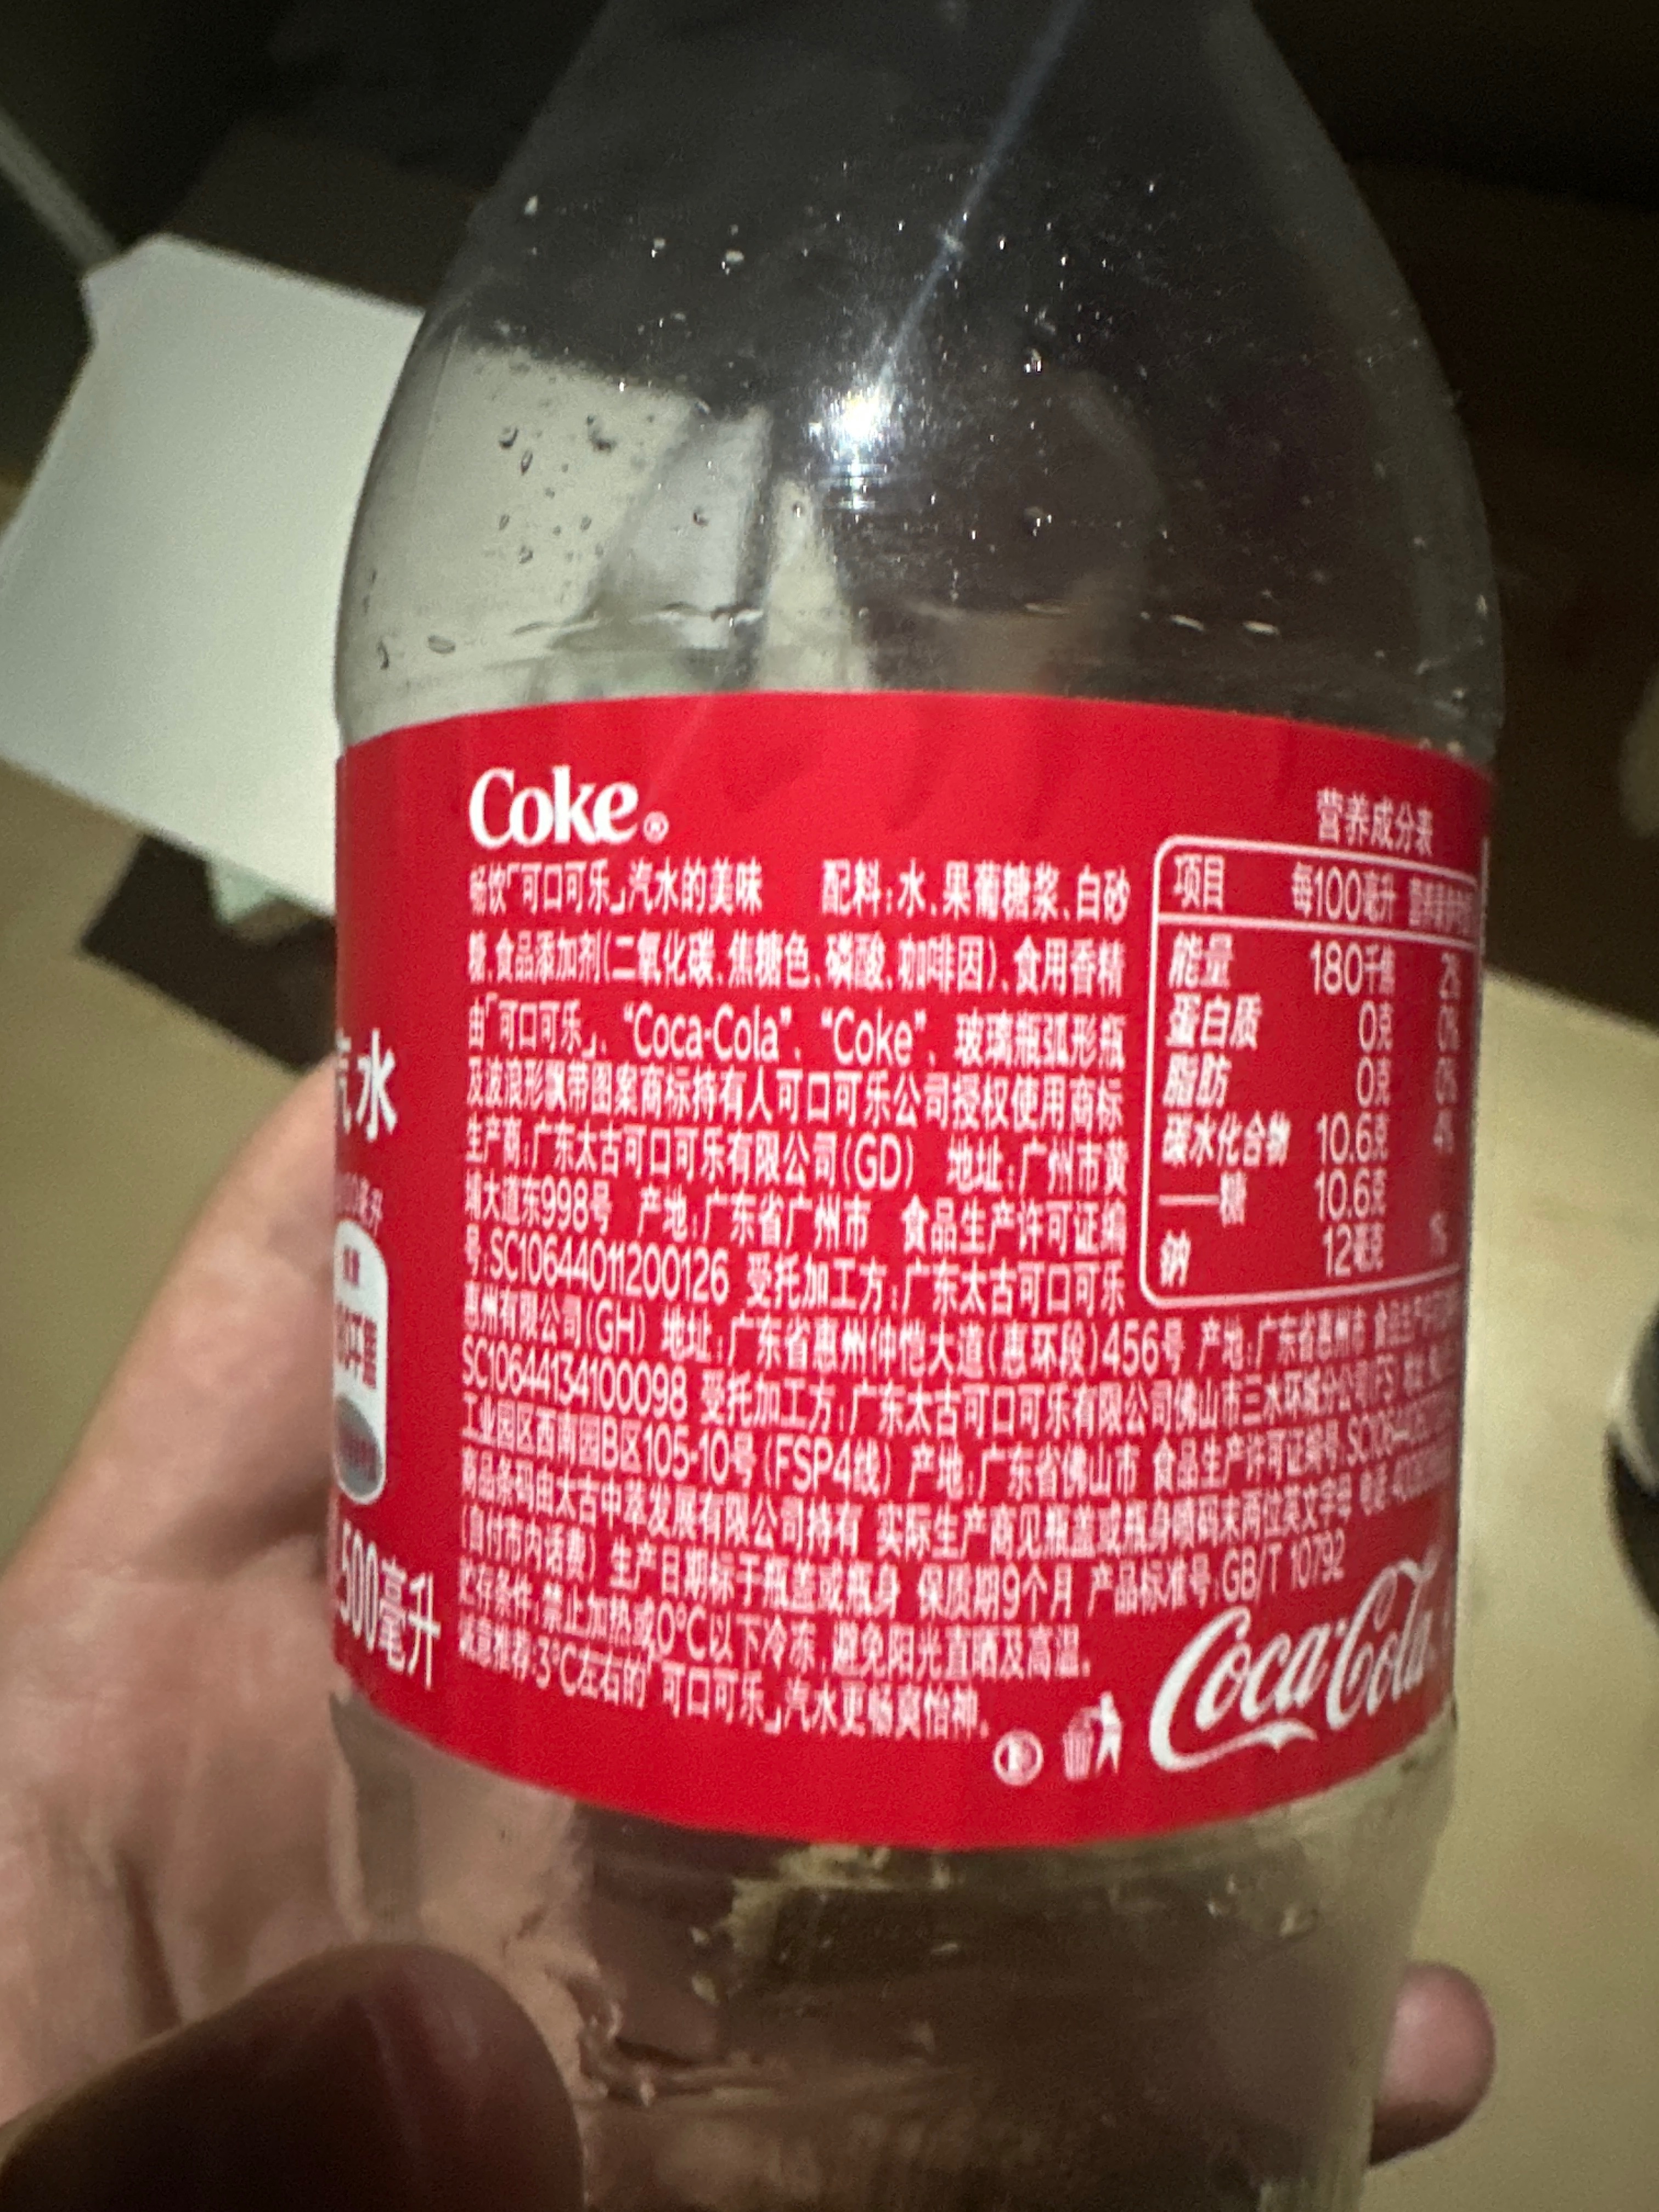 Coke®
畅饮「可口可乐」汽水的美味 配料:水、果葡糖浆、白砂
糖、食品添加剂(二氧化碳、焦糖色、磷酸、咖啡因)、食用香精
由「可口可乐」、“Coca-Cola”、“Coke”、玻璃瓶弧形瓶
及波浪形飘带图案商标持有人可口可乐公司授权使用商标
生产商:广东太古可口可乐有限公司(GD) 地址:广州市黄
埔大道东998号 产地:广东省广州市 食品生产许可证编
号:SC10644011200126 受托加工方:广东太古可口可乐
惠州有限公司(GH) 地址:广东省惠州仲恺大道(惠环段)456号 产地:广东省惠州市 食品生产许可
SC10644134100098 受托加工方:广东太古可口可乐有限公司佛山市三水环城分公司(FS) 地址
工业园区西南园B区105-10号(FSP4线) 产地:广东省佛山市 食品生产许可证编号:
商品条码由太古中萃发展有限公司持有 实际生产商见瓶盖或瓶身喷码末两位英文字母 电话:
(自付市内话费) 生产日期标于瓶盖或瓶身 保质期9个月 产品标准号:GB/T 10792
贮存条件:禁止加热或0°C以下冷冻,避免阳光直晒及高温。
诚意推荐:3°C左右的「可口可乐」汽水更畅爽怡神。
营养成分表
项目 每100毫升
能量 180千焦 2%
蛋白质 0克 0%
脂肪 0克 0%
碳水化合物 10.6克 4%
——糖 10.6克
钠 12毫克 1%
Coca-Cola
汽水
500毫升